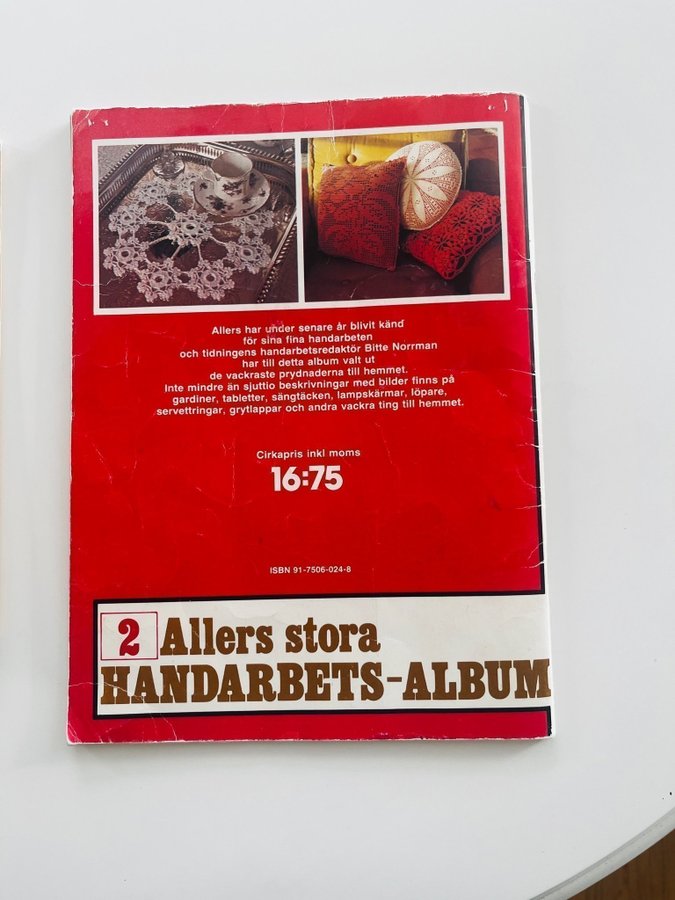 Allers har under senare år blivit känd
för sina fina handarbeten
och tidningens handarbetsredaktör Bitte Norrman
har till detta album valt ut
de vackraste prydnaderna till hemmet.
Inte mindre än sjuttio beskrivningar med bilder finns på
gardiner, tabletter, sängtäcken, lampskärmar, löpare,
servettringar, grytlappar och andra vackra ting till hemmet.
Cirkapris inkl moms
16:75
ISBN 91-7506-024-8
2 Allers stora
HANDARBETS-ALBUM